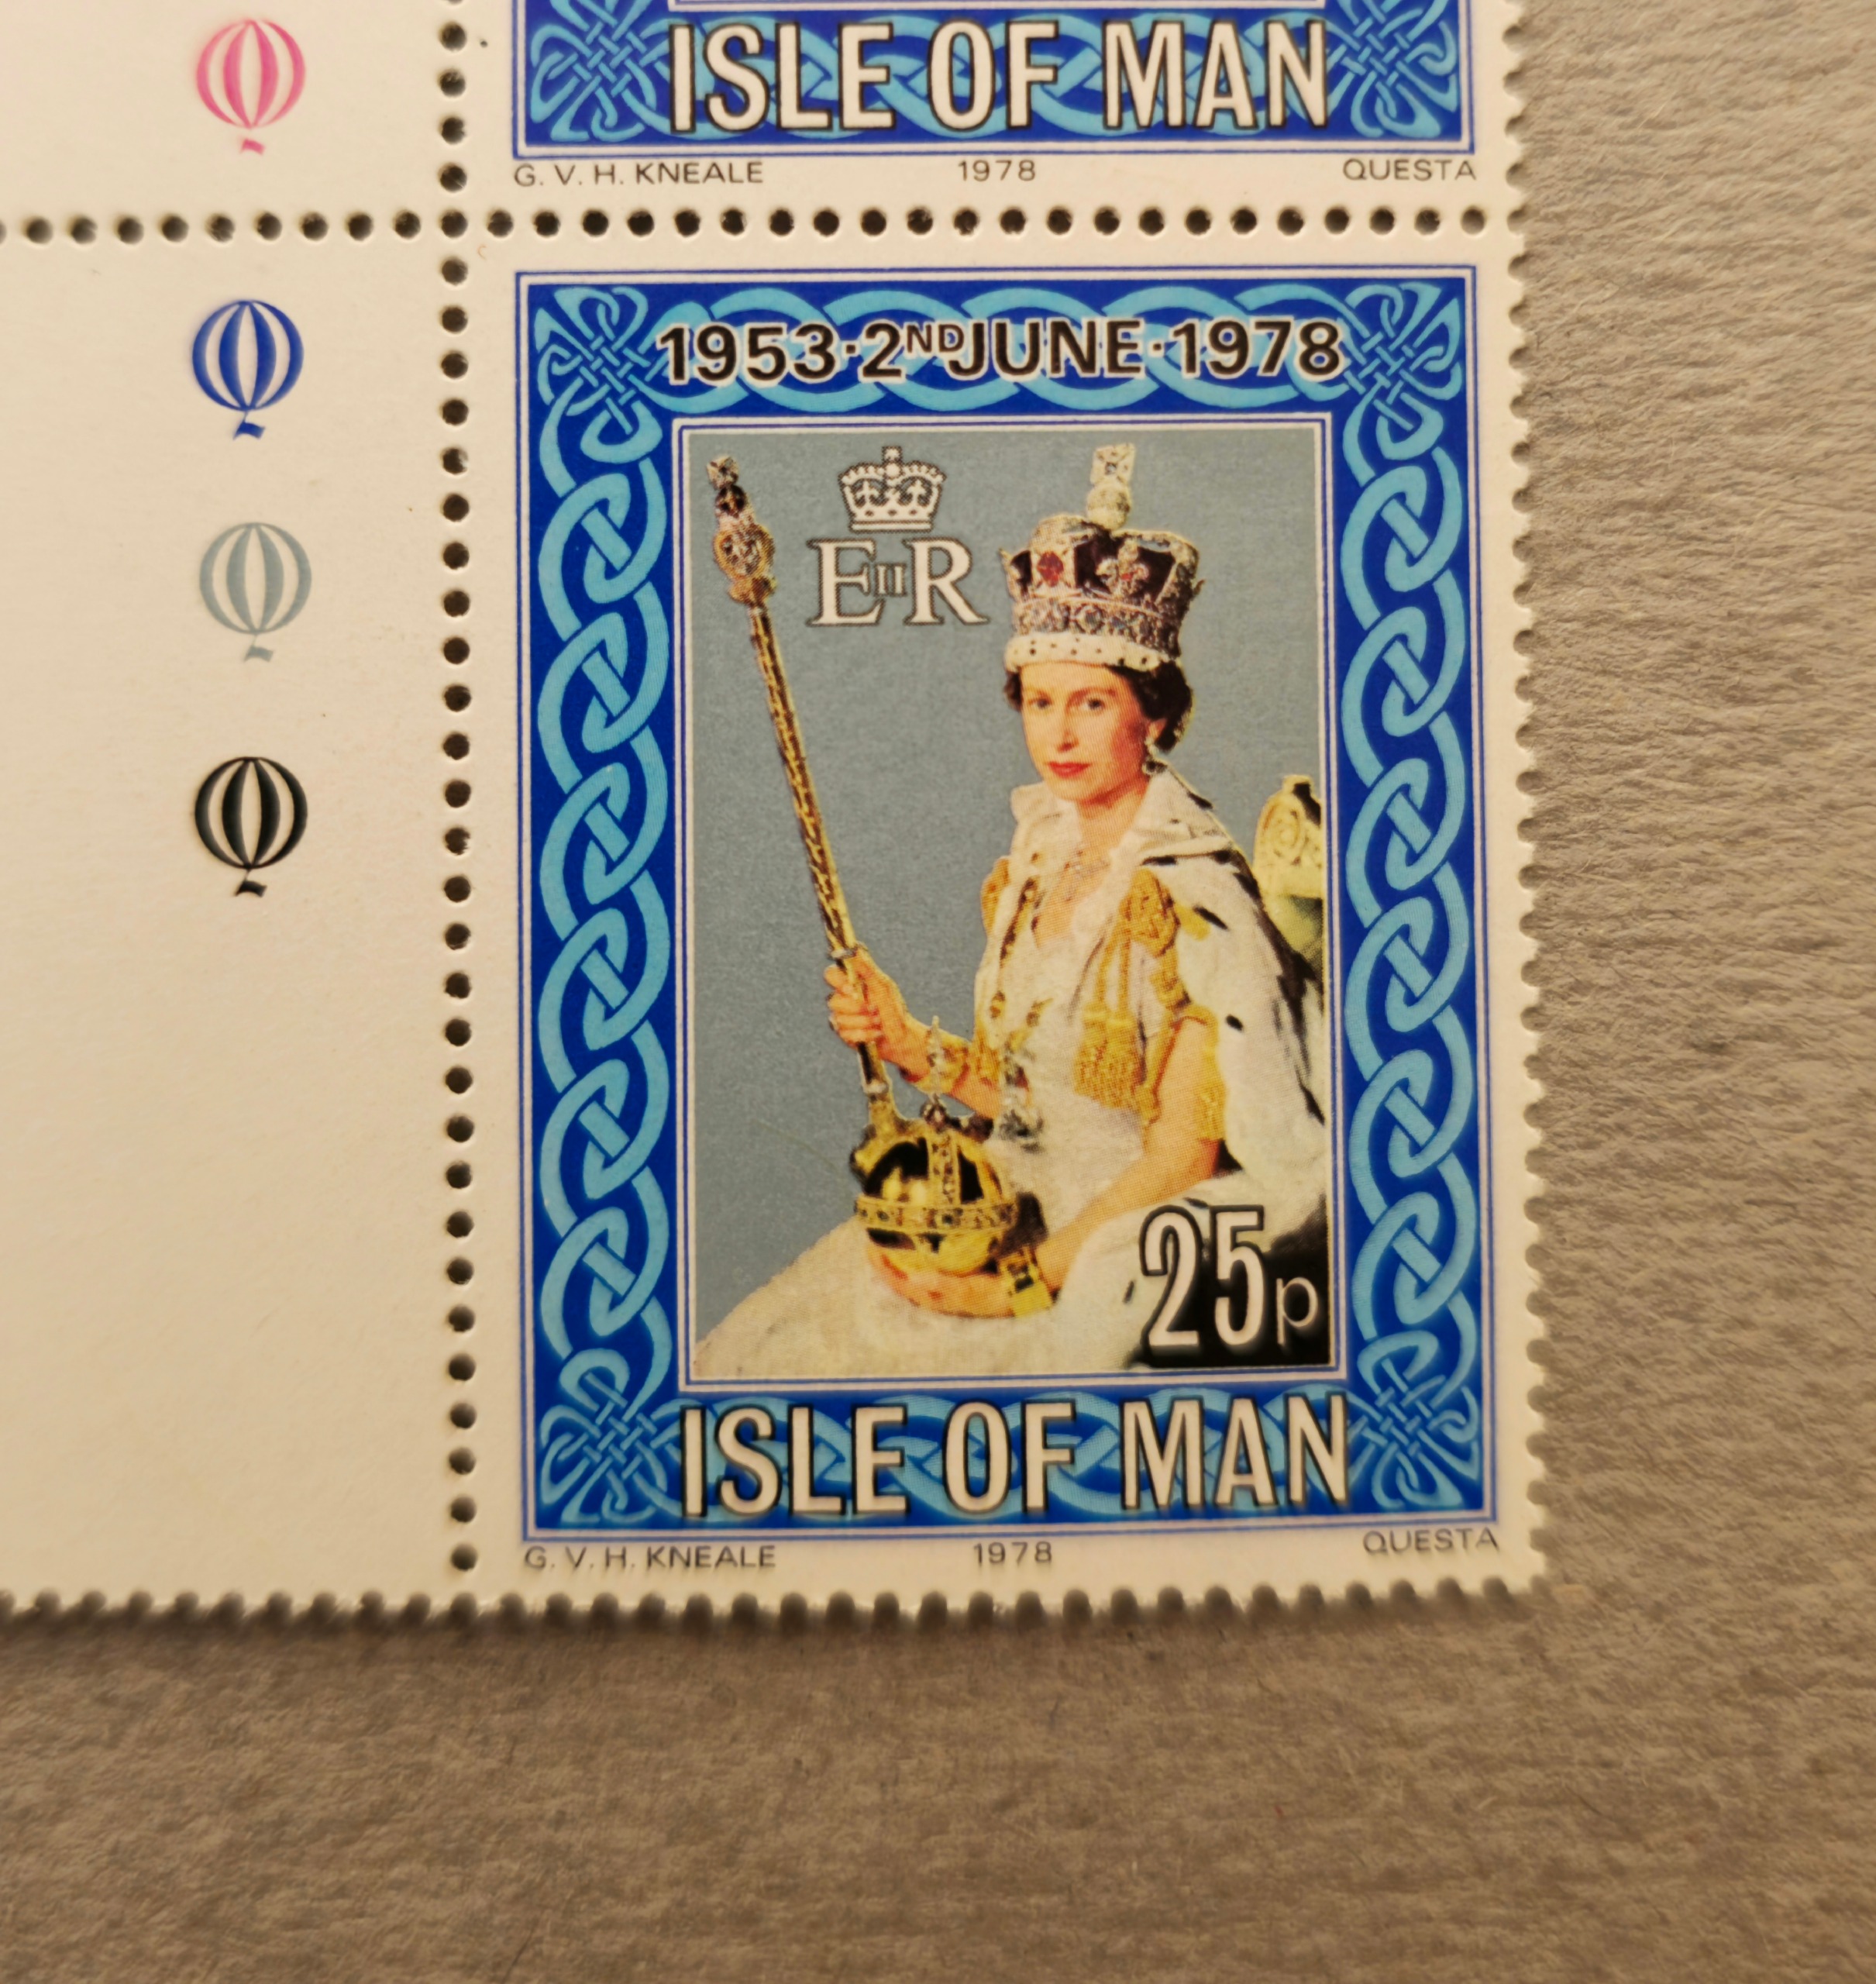 ISLE OF MAN
G. V. H. KNEALE 1978 QUESTA
1953·2ND JUNE·1978
EIIR
25p
ISLE OF MAN
G. V. H. KNEALE 1978 QUESTA